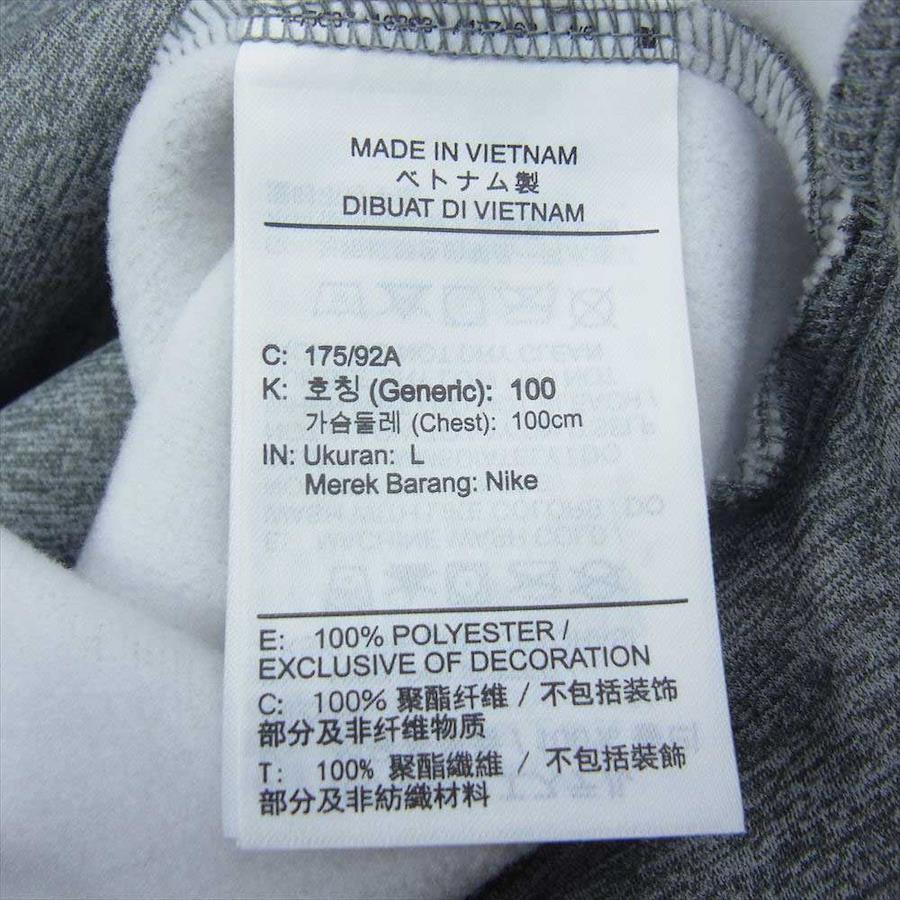 MADE IN VIETNAM
ベトナム製
DIBUAT DI VIETNAM
C: 175/92A
K: 호칭 (Generic): 100
가슴둘레 (Chest): 100cm
IN: Ukuran: L
Merek Barang: Nike
E: 100% POLYESTER /
EXCLUSIVE OF DECORATION
C: 100% 聚酯纤维 / 不包括装饰
部分及非纤维物质
T: 100% 聚酯纖維 / 不包括裝飾
部分及非紡織材料